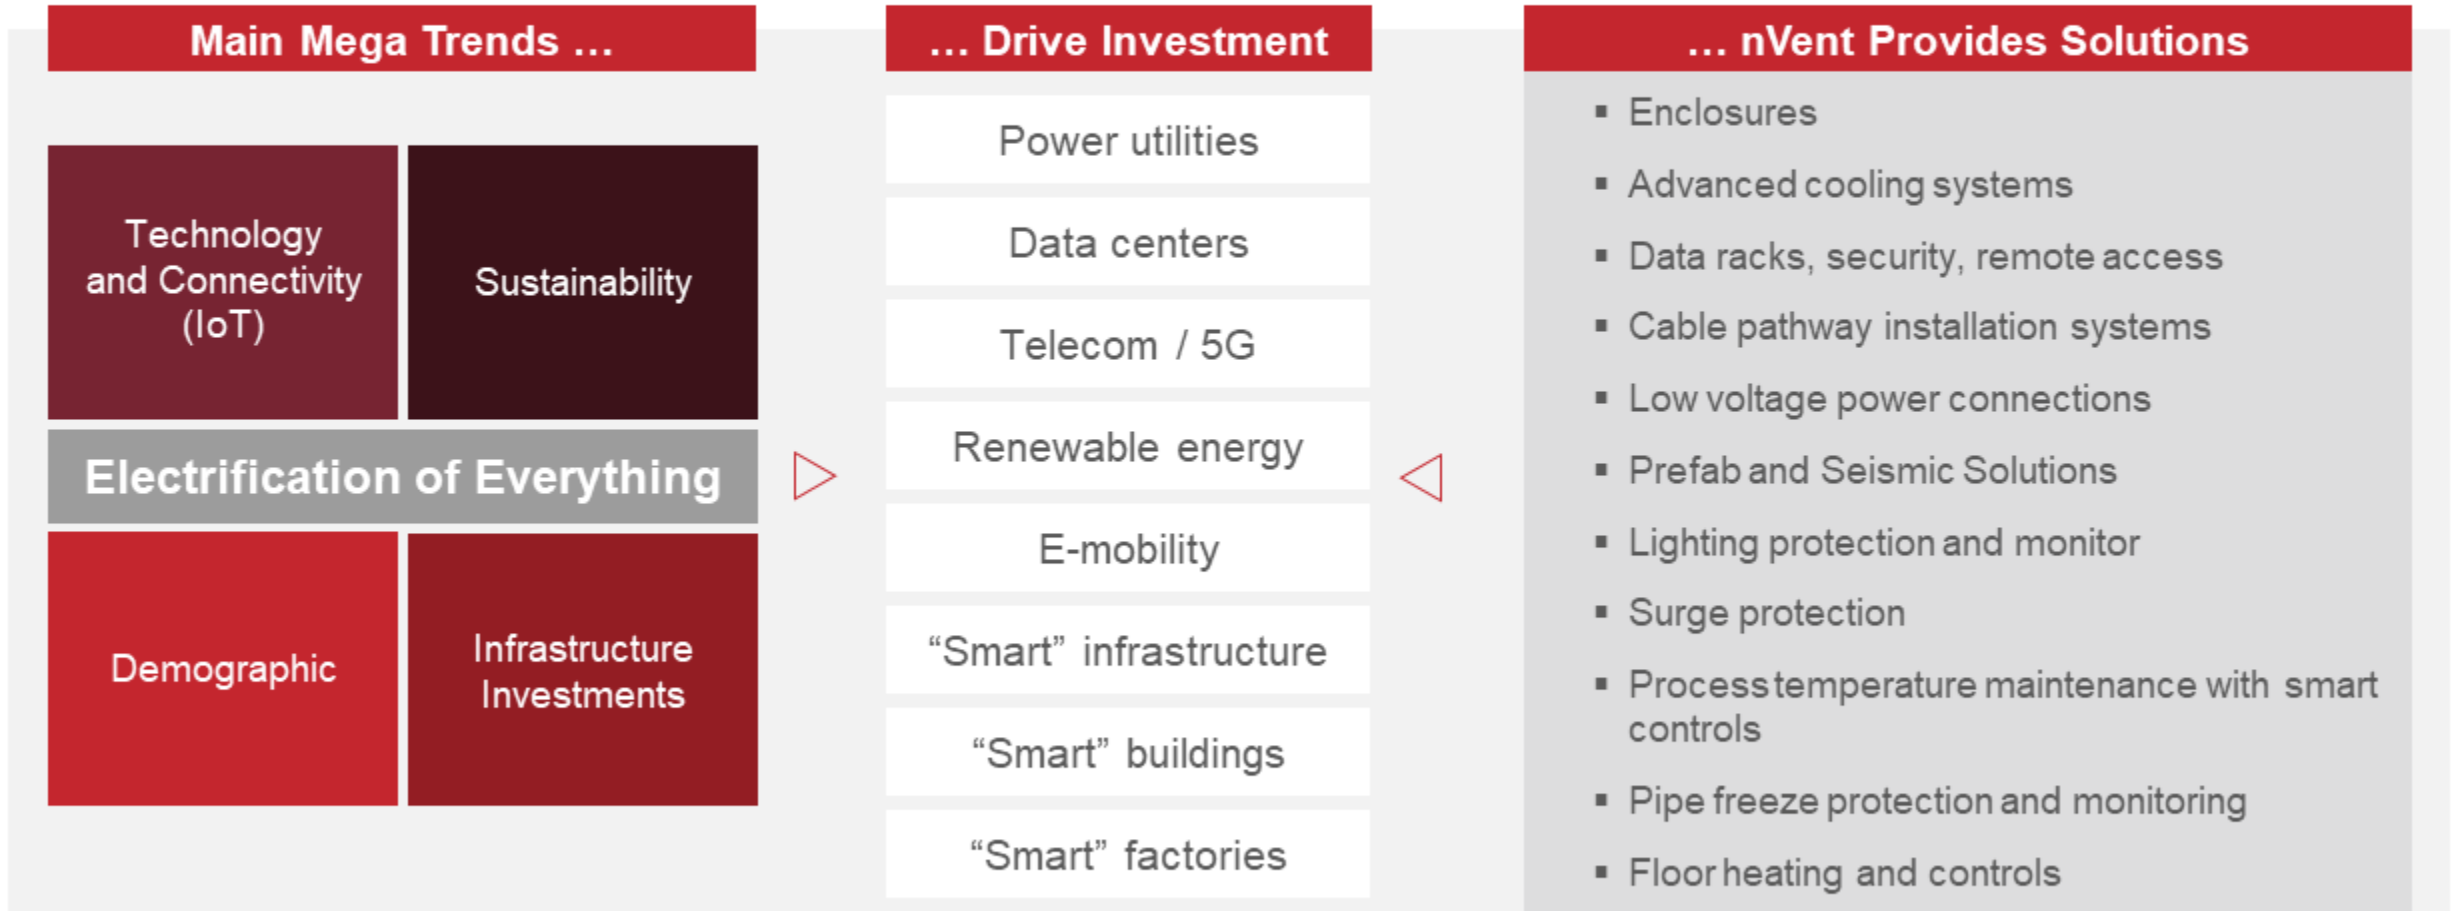 Main Mega Trends ...
Technology
and Connectivity
(IoT)
Sustainability
Electrification of Everything
Demographic
Infrastructure
Investments
... Drive Investment
Power utilities
Data centers
Telecom / 5G
Renewable energy
E-mobility
“Smart” infrastructure
“Smart” buildings
“Smart” factories
... nVent Provides Solutions
▪ Enclosures
▪ Advanced cooling systems
▪ Data racks, security, remote access
▪ Cable pathway installation systems
▪ Low voltage power connections
▪ Prefab and Seismic Solutions
▪ Lighting protection and monitor
▪ Surge protection
▪ Process temperature maintenance with smart
controls
▪ Pipe freeze protection and monitoring
▪ Floor heating and controls